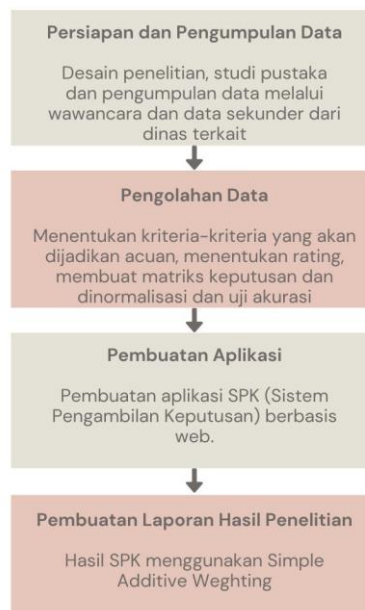 Persiapan dan Pengumpulan Data
Desain penelitian, studi pustaka
dan pengumpulan data melalui
wawancara dan data sekunder dari
dinas terkait
Pengolahan Data
Menentukan kriteria-kriteria yang akan
dijadikan acuan, menentukan rating,
membuat matriks keputusan dan
dinormalisasi dan uji akurasi
Pembuatan Aplikasi
Pembuatan aplikasi SPK (Sistem
Pengambilan Keputusan) berbasis
web.
Pembuatan Laporan Hasil Penelitian
Hasil SPK menggunakan Simple
Additive Weghting